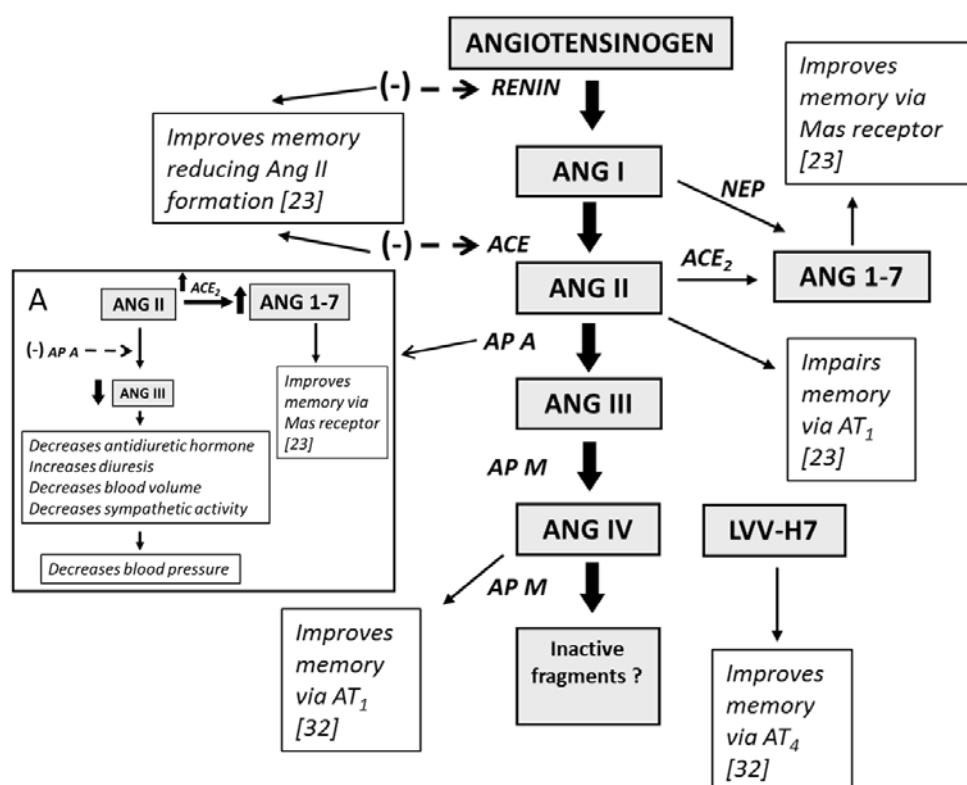 ANGIOTENSINOGEN
(-)
RENIN
Improves
memory via
Mas receptor
[23]
Improves memory
reducing Ang II
formation [23]
ANG I
NEP
(-)
ACE
ANG II
ACE2
ANG 1-7
A
ANG II
ACE2
ANG 1-7
(-) AP A
ANG III
Improves
memory via
Mas receptor
[23]
Decreases antidiuretic hormone
Increases diuresis
Decreases blood volume
Decreases sympathetic activity
Decreases blood pressure
AP A
Impairs
memory
via AT1
[23]
ANG III
AP M
ANG IV
LVV-H7
AP M
Improves
memory
via AT1
[32]
Inactive
fragments ?
Improves
memory
via AT4
[32]